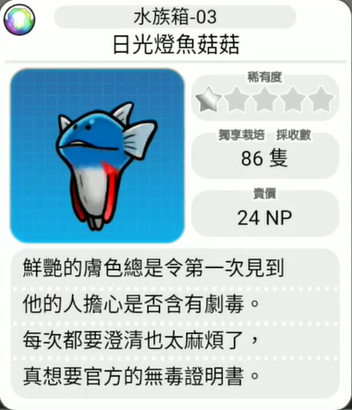 水族箱-03
日光燈魚菇菇
稀有度
獨享栽培 採收數
86 隻
賣價
24 NP
鮮艷的膚色總是令第一次見到
他的人擔心是否含有劇毒。
每次都要澄清也太麻煩了，
真想要官方的無毒證明書。